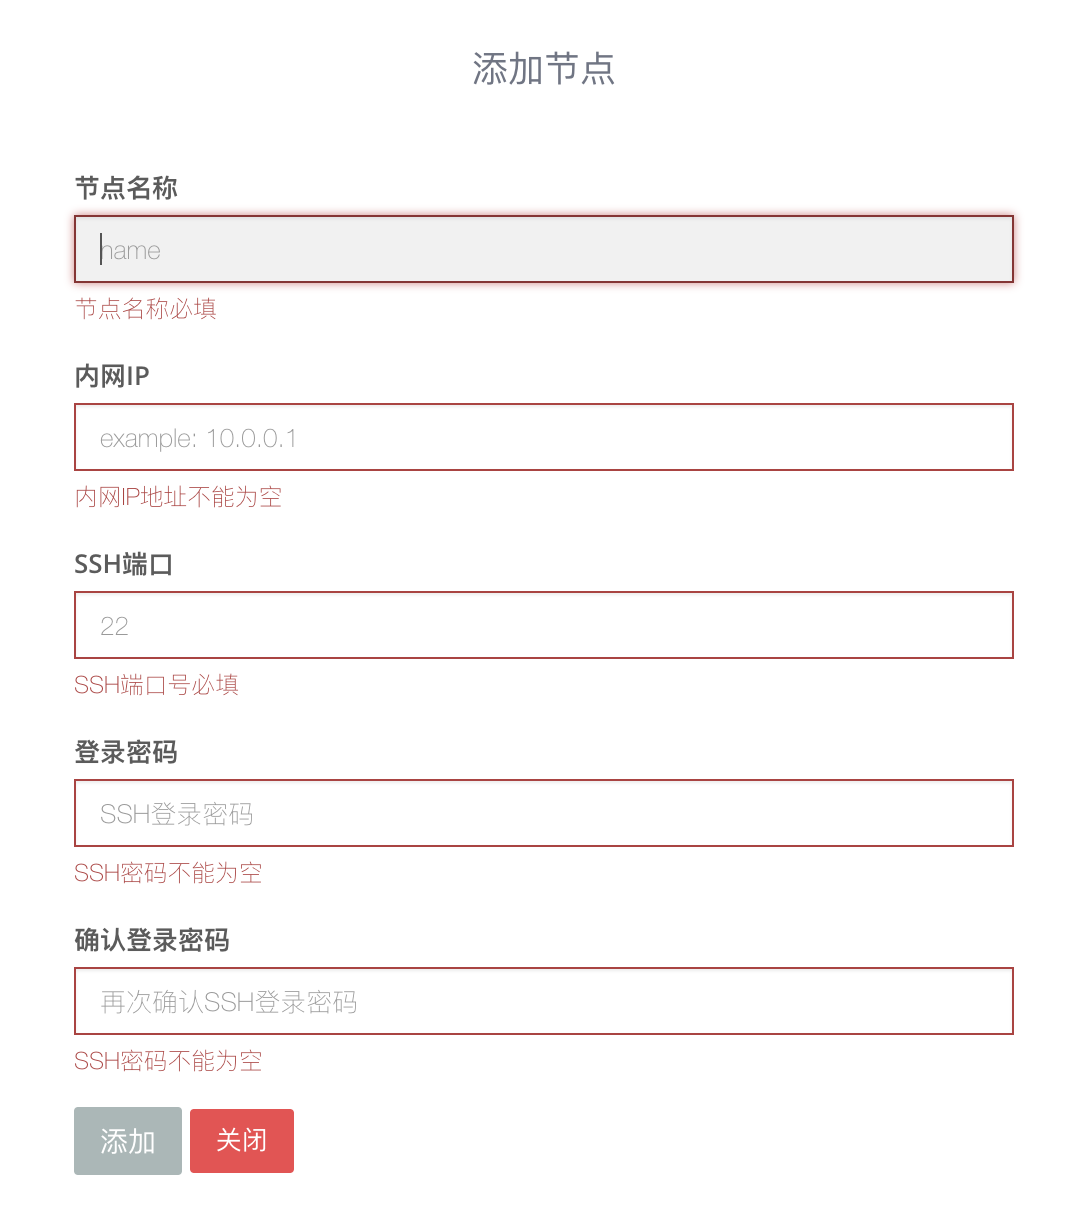 添加节点
节点名称
name
节点名称必填
内网IP
example: 10.0.0.1
内网IP地址不能为空
SSH端口
22
SSH端口号必填
登录密码
SSH登录密码
SSH密码不能为空
确认登录密码
再次确认SSH登录密码
SSH密码不能为空
添加 关闭